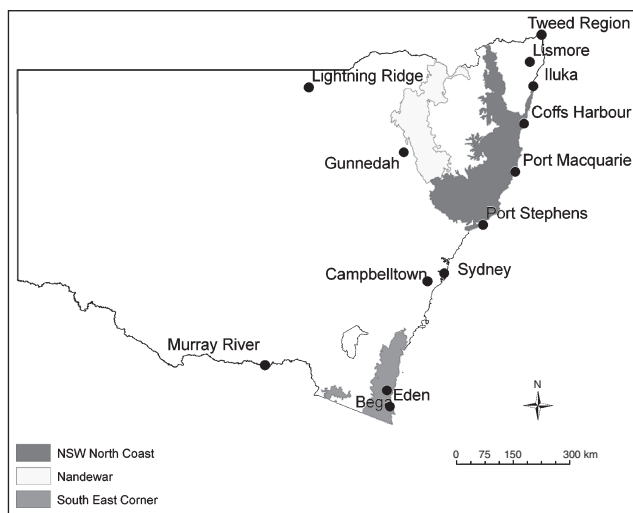 Tweed Region
Lismore
Lightning Ridge
Iluka
Coffs Harbour
Gunnedah
Port Macquarie
Port Stephens
Campbelltown
Sydney
Murray River
Eden
Bega
N
NSW North Coast
Nandewar
South East Corner
0 75 150 300 km